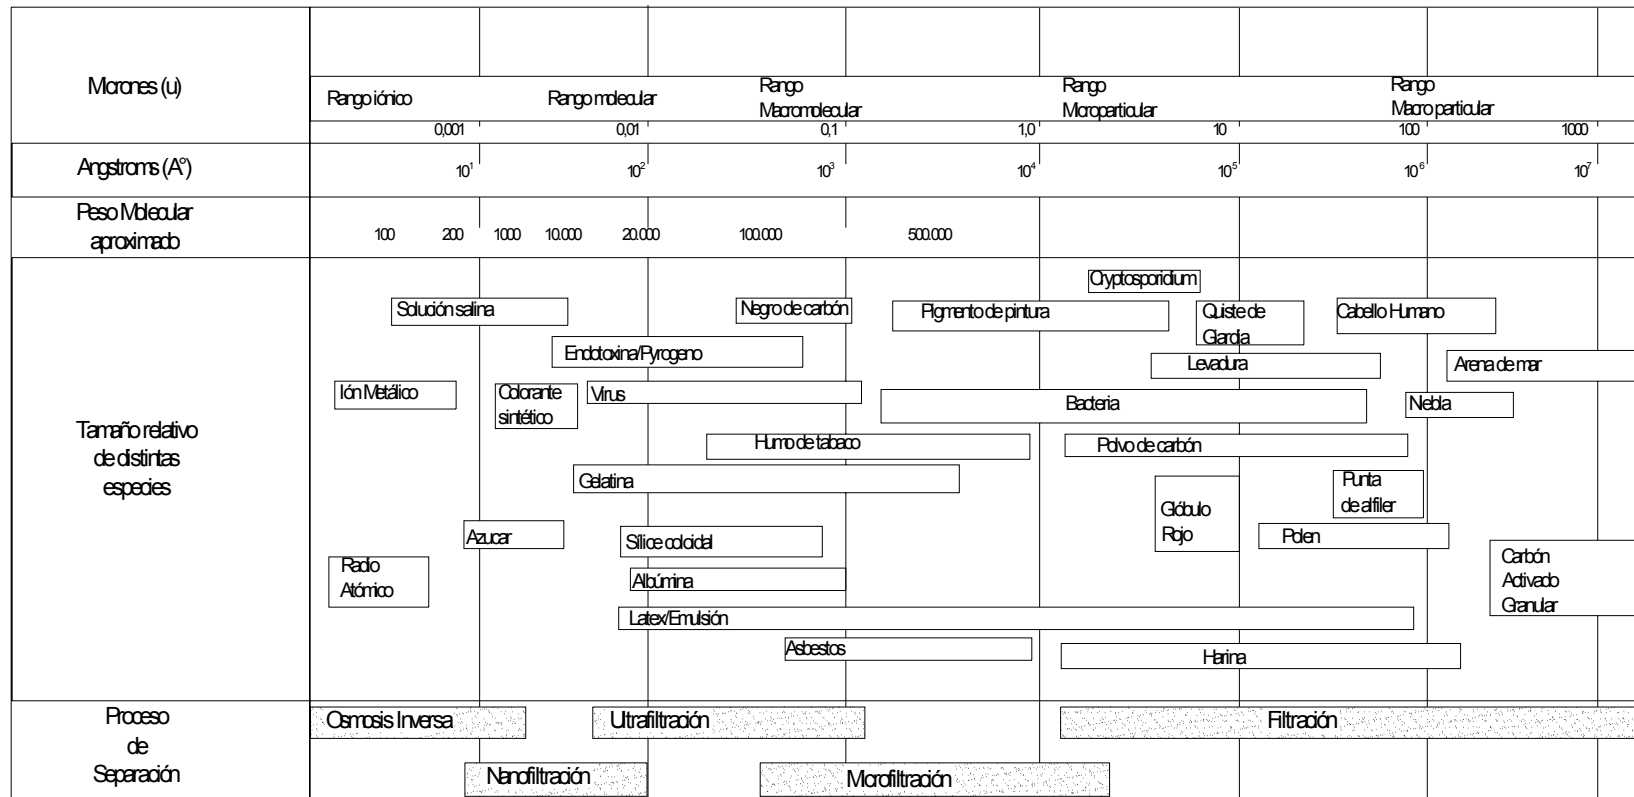 Micrones (u)
Rango iónico
Rango molecular
Rango
Macromolecular
Rango
Microparticular
Rango
Macro particular
0,001
0,01
0,1
1,0
10
100
1000
Angstroms (A°)
10¹
10²
10³
10⁴
10⁵
10⁶
10⁷
Peso Molecular
aproximado
100
200
1000
10.000
20.000
100.000
500.000
Tamaño relativo
de distintas
especies
Cryptosporidium
Solución salina
Negro de carbón
Pigmento de pintura
Quiste de
Giardia
Cabello Humano
Endotoxina/Pyrogeno
Levadura
Arena de mar
Ión Metálico
Colorante
sintético
Virus
Bacteria
Niebla
Humo de tabaco
Polvo de carbón
Gelatina
Glóbulo
Rojo
Punta
de alfiler
Azucar
Sílice coloidal
Polen
Radio
Atómico
Albúmina
Carbón
Activado
Granular
Latex/Emulsión
Asbestos
Harina
Proceso
de
Separación
Osmosis Inversa
Ultrafiltración
Filtración
Nanofiltración
Microfiltración